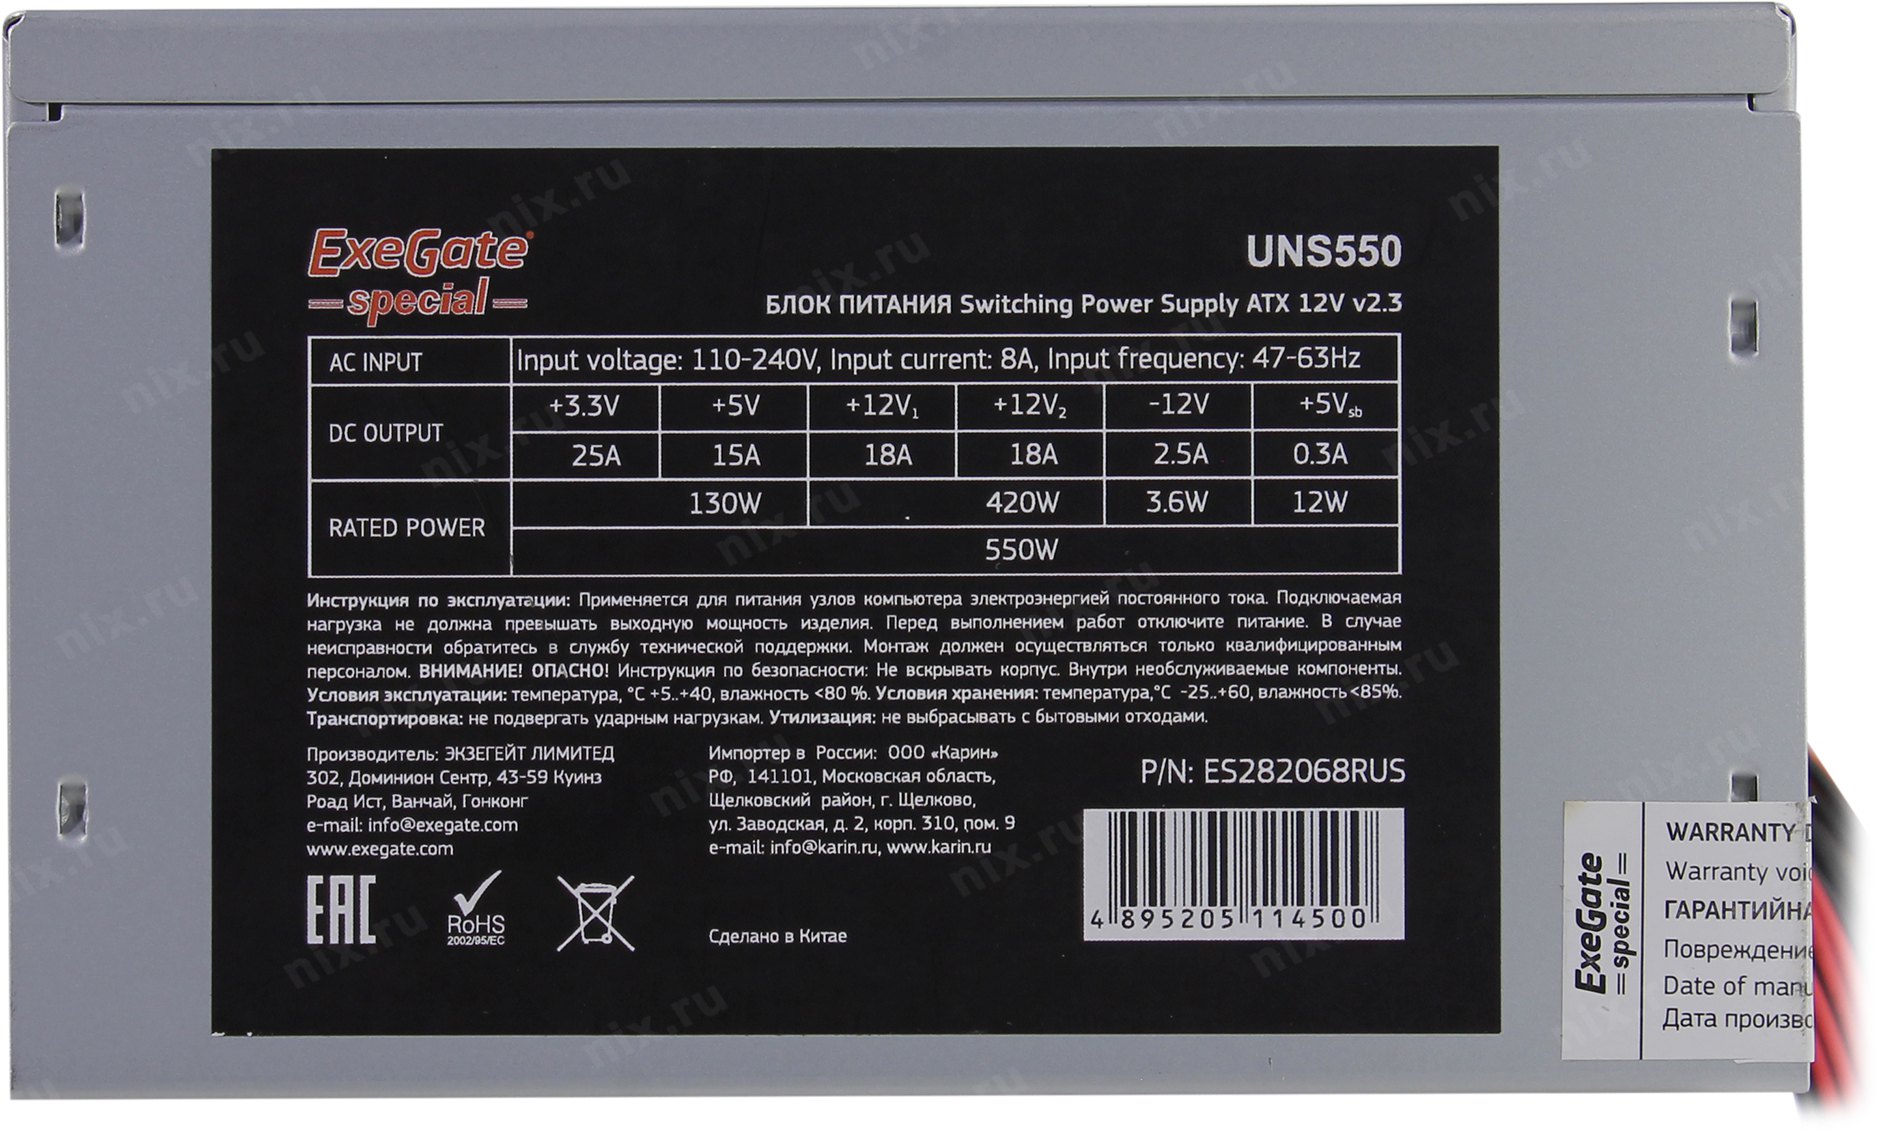 ExeGate
special
UNS550
БЛОК ПИТАНИЯ Switching Power Supply ATX 12V v2.3
AC INPUT Input voltage: 110-240V, Input current: 8A, Input frequency: 47-63Hz
DC OUTPUT +3.3V +5V +12V₁ +12V₂ -12V +5Vsb
25A 15A 18A 18A 2.5A 0.3A
RATED POWER 130W 420W 3.6W 12W
550W
Инструкция по эксплуатации: Применяется для питания узлов компьютера электроэнергией постоянного тока. Подключаемая
нагрузка не должна превышать выходную мощность изделия. Перед выполнением работ отключите питание. В случае
неисправности обратитесь в службу технической поддержки. Монтаж должен осуществляться только квалифицированным
персоналом. ВНИМАНИЕ! ОПАСНО! Инструкция по безопасности: Не вскрывать корпус. Внутри необслуживаемые компоненты.
Условия эксплуатации: температура, °C +5..+40, влажность <80 %. Условия хранения: температура,°C -25..+60, влажность <85%.
Транспортировка: не подвергать ударным нагрузкам. Утилизация: не выбрасывать с бытовыми отходами.
Производитель: ЭКЗЕГЕЙТ ЛИМИТЕД
302, Доминион Сентр, 43-59 Куинз
Роад Ист, Ванчай, Гонконг
e-mail: info@exegate.com
www.exegate.com
Импортер в России: ООО «Карин»
РФ, 141101, Московская область,
Щелковский район, г. Щелково,
ул. Заводская, д. 2, корп. 310, пом. 9
e-mail: info@karin.ru, www.karin.ru
P/N: ES282068RUS
4 895205 114500
EAC
RoHS
2002/95/EC
Сделано в Китае
ExeGate
special
WARRANTY
Warranty voi
ГАРАНТИЙНА
Повреждени
Date of manu
Дата произво
nix.ru